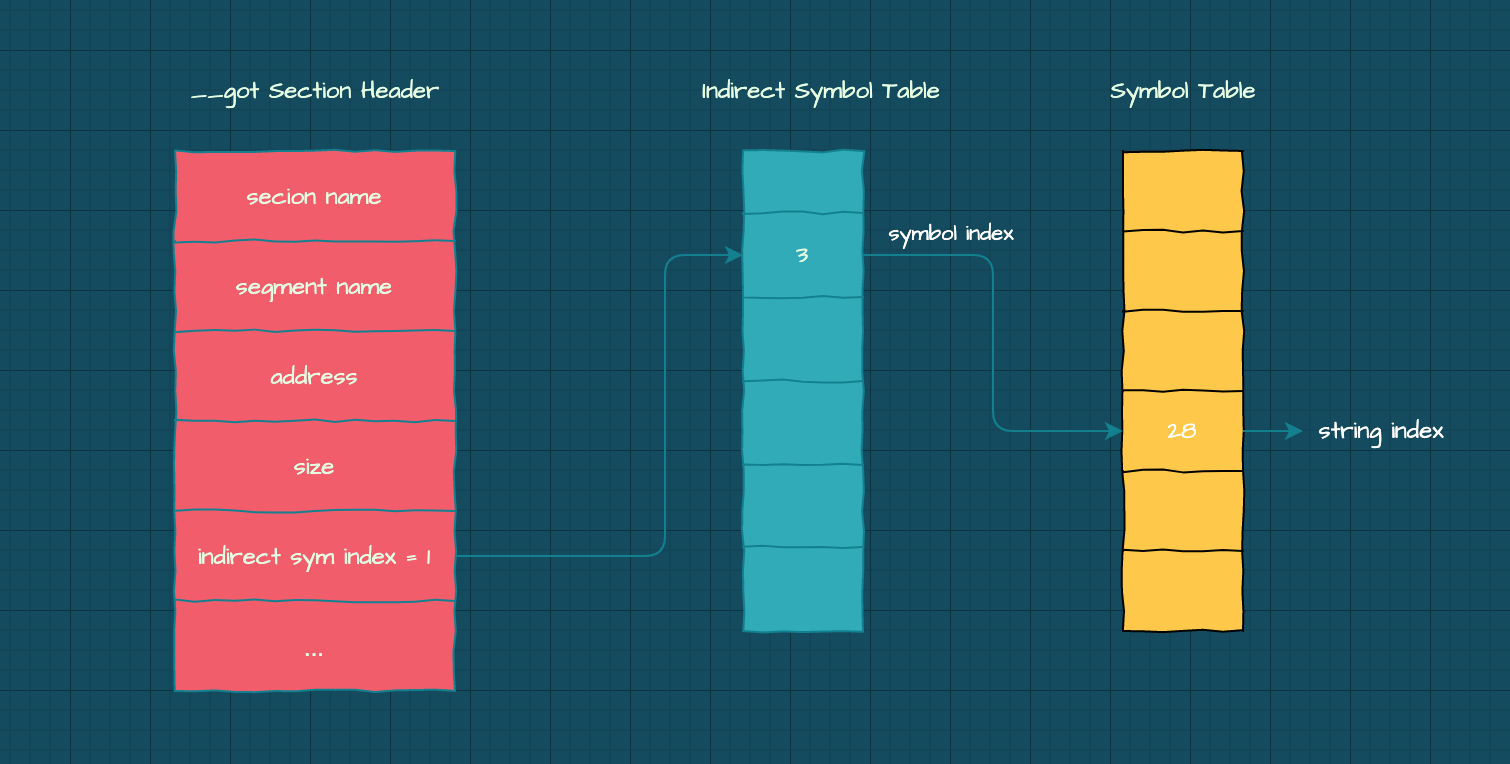 __got Section Header
Indirect Symbol Table
Symbol Table
secion name
segment name
address
size
indirect sym index = 1
...
3
symbol index
28
string index